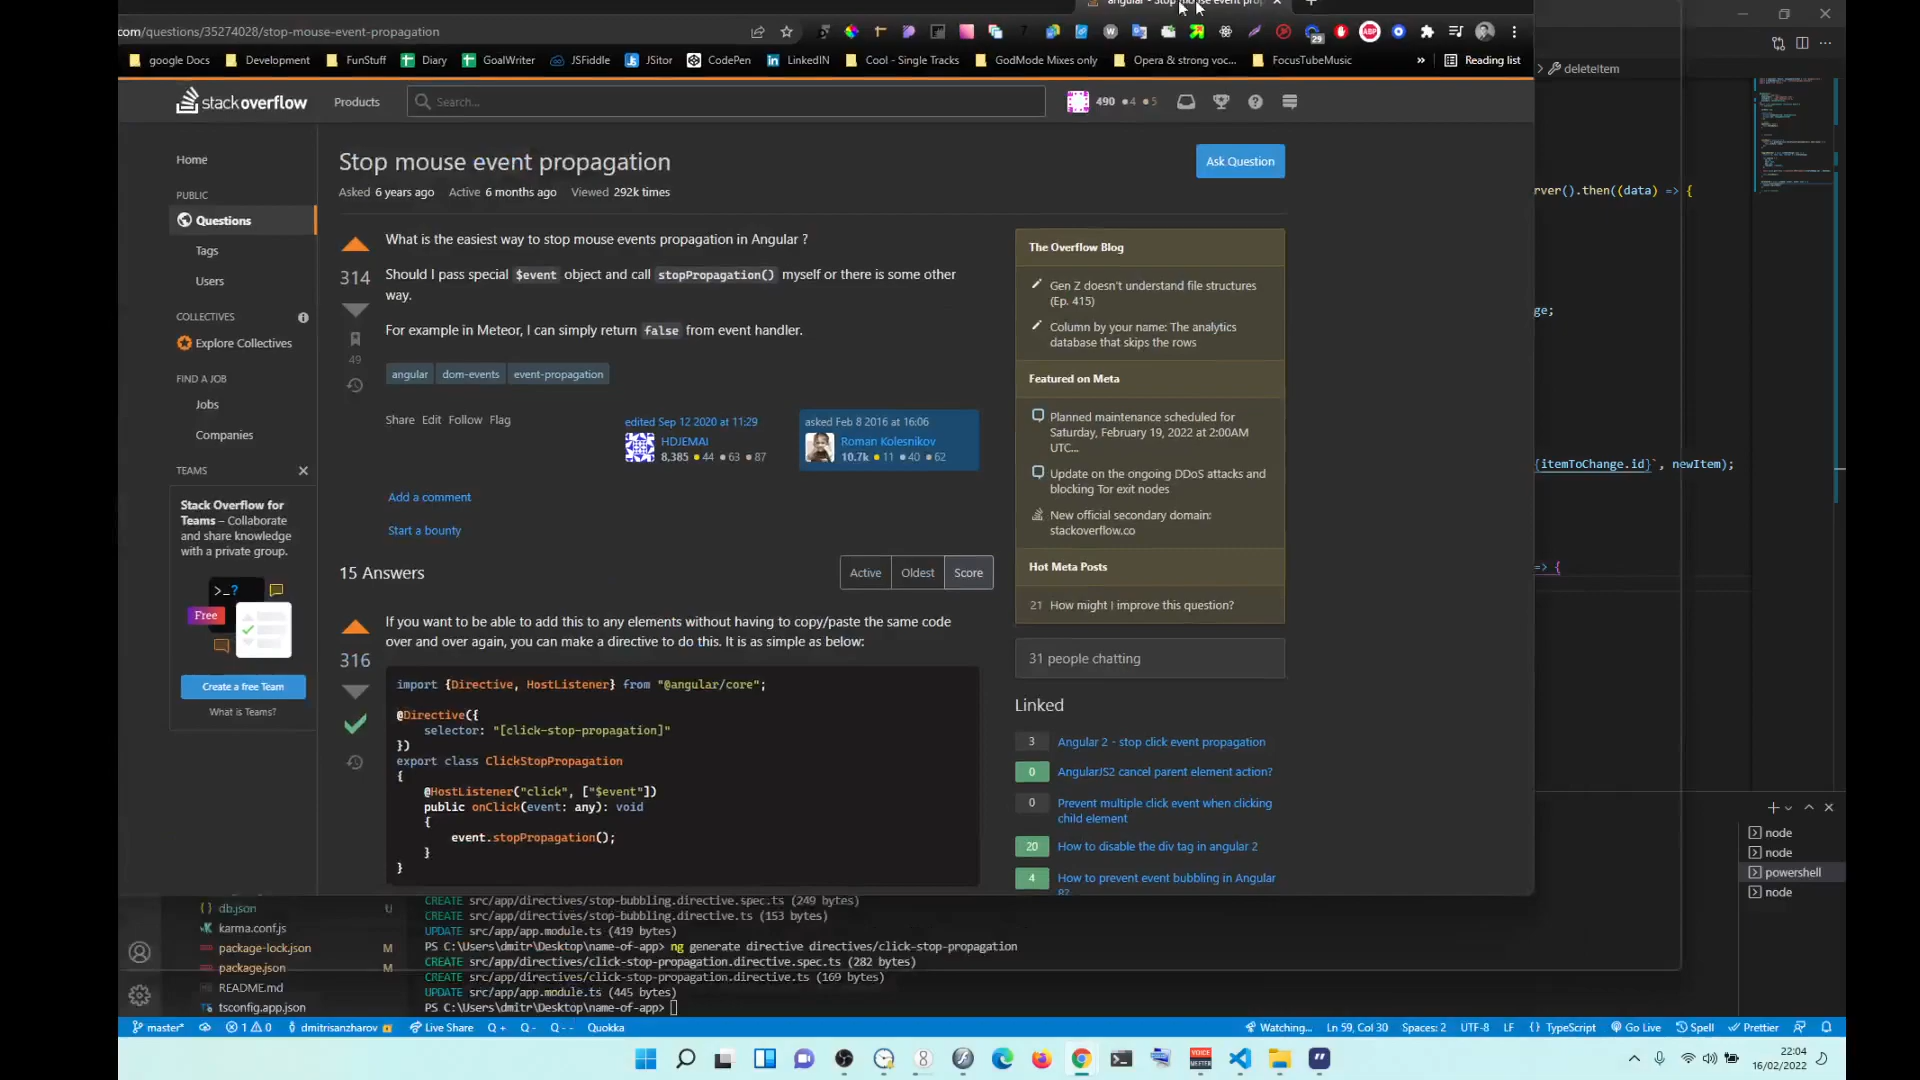 angular - Stop mouse event prop
com/questions/35274028/stop-mouse-event-propagation
google Docs Development FunStuff Diary GoalWriter JSFiddle JSitor CodePen LinkedIN Cool - Single Tracks GodMode Mixes only Opera & strong voc... FocusTubeMusic » Reading list
deleteItem
stackoverflow Products Search... 490 4 5
Home
PUBLIC
Questions
Tags
Users
COLLECTIVES
Explore Collectives
FIND A JOB
Jobs
Companies
TEAMS
Stack Overflow for
Teams – Collaborate
and share knowledge
with a private group.
>_?
Free
Create a free Team
What is Teams?
Stop mouse event propagation
Ask Question
Asked 6 years ago Active 6 months ago Viewed 292k times
314
49
What is the easiest way to stop mouse events propagation in Angular ?
Should I pass special $event object and call stopPropagation() myself or there is some other
way.
For example in Meteor, I can simply return false from event handler.
angular dom-events event-propagation
Share Edit Follow Flag
edited Sep 12 2020 at 11:29
HDJEMAI
8,385 44 63 87
asked Feb 8 2016 at 16:06
Roman Kolesnikov
10.7k 11 40 62
Add a comment
Start a bounty
15 Answers
Active Oldest Score
316
If you want to be able to add this to any elements without having to copy/paste the same code
over and over again, you can make a directive to do this. It is as simple as below:
import {Directive, HostListener} from "@angular/core";
@Directive({
selector: "[click-stop-propagation]"
})
export class ClickStopPropagation
{
@HostListener("click", ["$event"])
public onClick(event: any): void
{
event.stopPropagation();
}
}
The Overflow Blog
Gen Z doesn't understand file structures
(Ep. 415)
Column by your name: The analytics
database that skips the rows
Featured on Meta
Planned maintenance scheduled for
Saturday, February 19, 2022 at 2:00AM
UTC...
Update on the ongoing DDoS attacks and
blocking Tor exit nodes
New official secondary domain:
stackoverflow.co
Hot Meta Posts
21 How might I improve this question?
31 people chatting
Linked
3 Angular 2 - stop click event propagation
0 AngularJS2 cancel parent element action?
0 Prevent multiple click event when clicking
child element
20 How to disable the div tag in angular 2
4 How to prevent event bubbling in Angular
8?
rver().then((data) => {
ge;
{itemToChange.id}`, newItem);
=> {
node
node
powershell
node
db.json U
karma.conf.js
package-lock.json M
package.json M
README.md
tsconfig.app.json
CREATE src/app/directives/stop-bubbling.directive.spec.ts (249 bytes)
CREATE src/app/directives/stop-bubbling.directive.ts (153 bytes)
UPDATE src/app/app.module.ts (419 bytes)
PS C:\Users\dmitr\Desktop\name-of-app> ng generate directive directives/click-stop-propagation
CREATE src/app/directives/click-stop-propagation.directive.spec.ts (282 bytes)
CREATE src/app/directives/click-stop-propagation.directive.ts (169 bytes)
UPDATE src/app/app.module.ts (445 bytes)
PS C:\Users\dmitr\Desktop\name-of-app>
master* 1 0 dmitrisanzharov Live Share Q + Q - Q - - Quokka Watching... Ln 59, Col 30 Spaces: 2 UTF-8 LF {} TypeScript Go Live Spell Prettier
22:04
16/02/2022